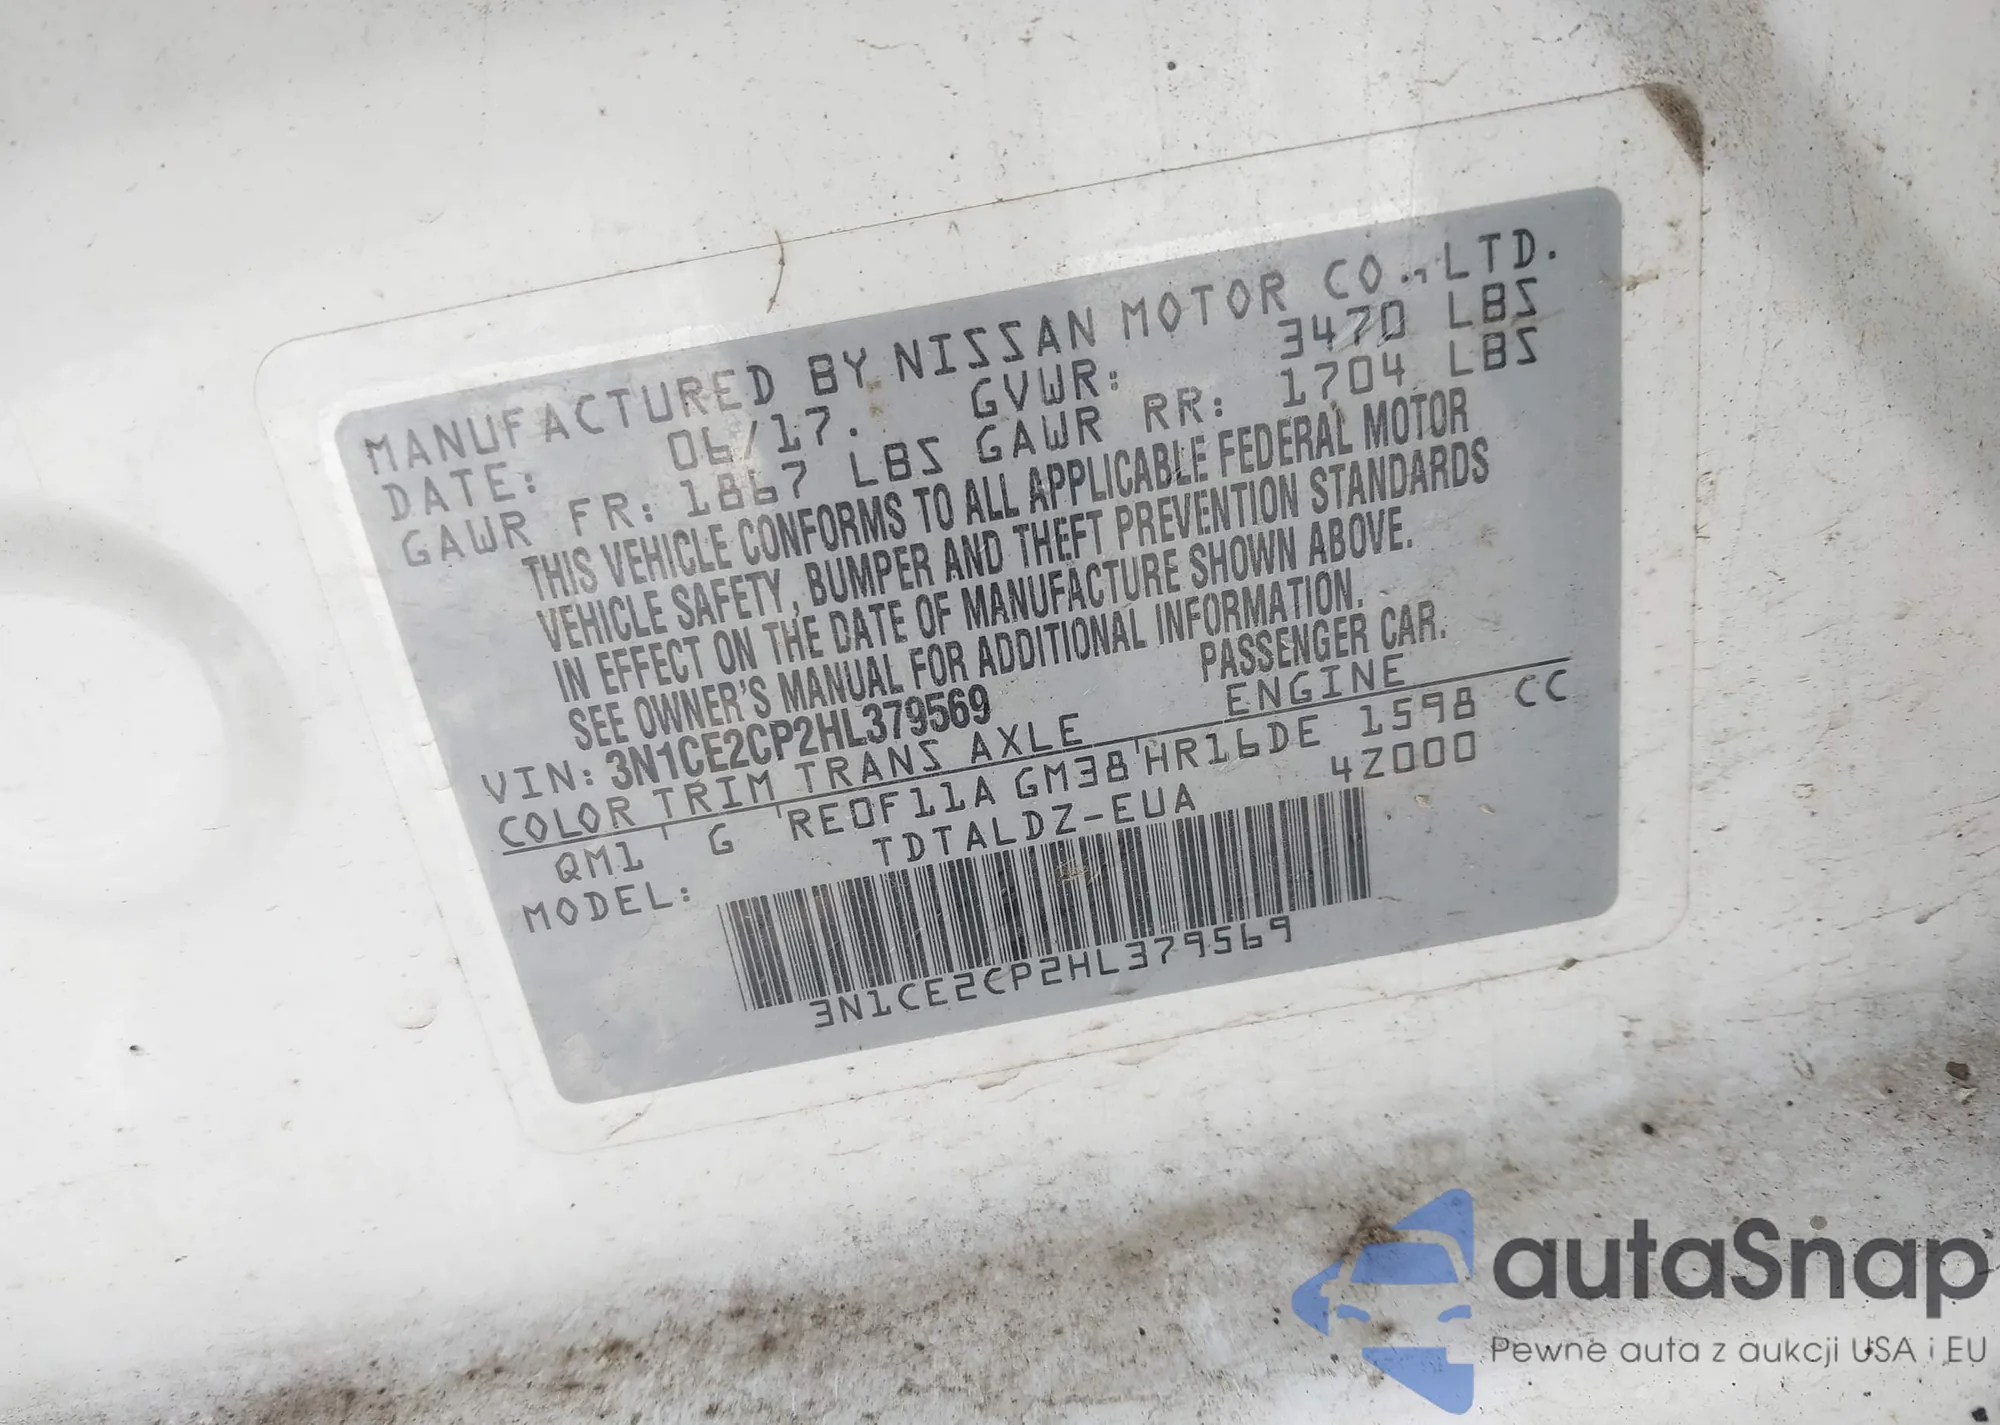 MANUFACTURED BY NISSAN MOTOR CO., LTD.
DATE: 06/17. GVWR: 3470 LBS
GAWR FR: 1867 LBS GAWR RR: 1704 LBS
THIS VEHICLE CONFORMS TO ALL APPLICABLE FEDERAL MOTOR
VEHICLE SAFETY, BUMPER AND THEFT PREVENTION STANDARDS
IN EFFECT ON THE DATE OF MANUFACTURE SHOWN ABOVE.
SEE OWNER'S MANUAL FOR ADDITIONAL INFORMATION.
VIN: 3N1CE2CP2HL379569 PASSENGER CAR.
COLOR TRIM TRANS AXLE ENGINE
QM1 G RE0F11A GM38 HR16DE 1598 CC
MODEL: TDTALDZ-EUA 4Z000
3N1CE2CP2HL379569
autaSnap
Pewne auta z aukcji USA i EU